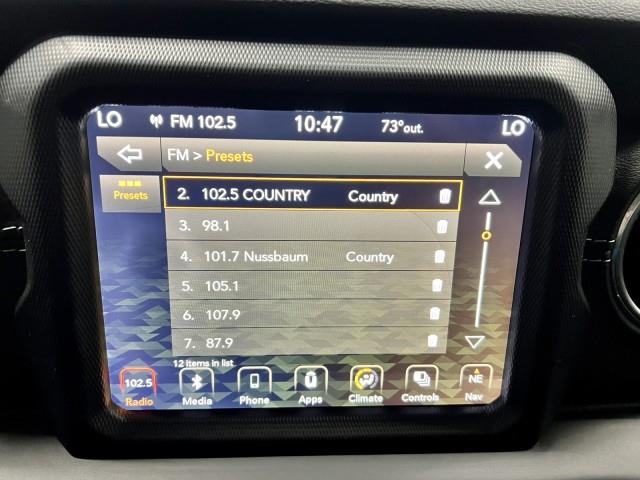 LO FM 102.5 10:47 73°out. LO
FM > Presets X
Presets
2. 102.5 COUNTRY Country
3. 98.1
4. 101.7 Nussbaum Country
5. 105.1
6. 107.9
7. 87.9
12 items in list
102.5 NE
Radio Media Phone Apps Climate Controls Nav